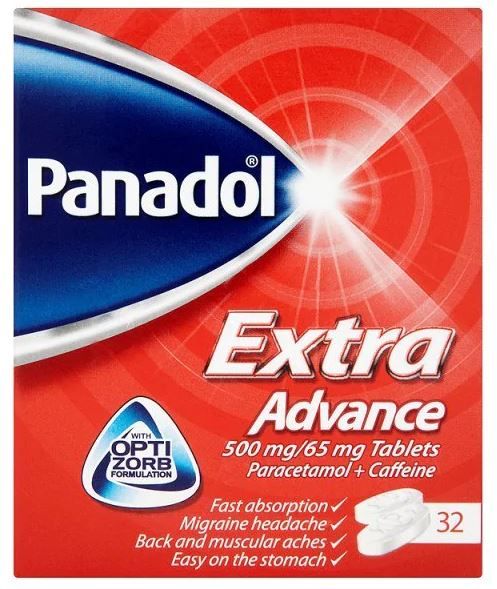 Panadol®
Extra
Advance
500 mg/65 mg Tablets
Paracetamol + Caffeine
WITH
OPTI
ZORB
FORMULATION
Fast absorption ✓
Migraine headache ✓
Back and muscular aches ✓
Easy on the stomach ✓
32